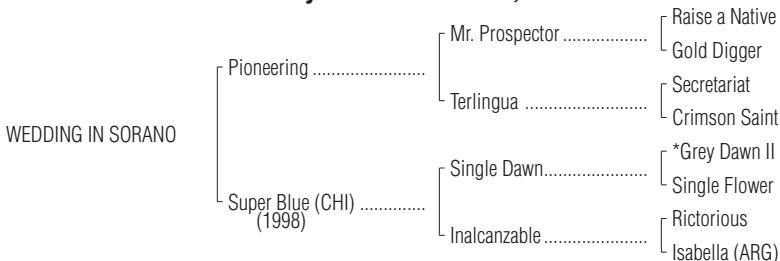 Raise a Native
Mr. Prospector ..................
Gold Digger
Pioneering ........................
Secretariat
Terlingua ..........................
Crimson Saint
WEDDING IN SORANO
*Grey Dawn II
Single Dawn......................
Single Flower
Super Blue (CHI) ..............
(1998)
Rictorious
Inalcanzable......................
Isabella (ARG)